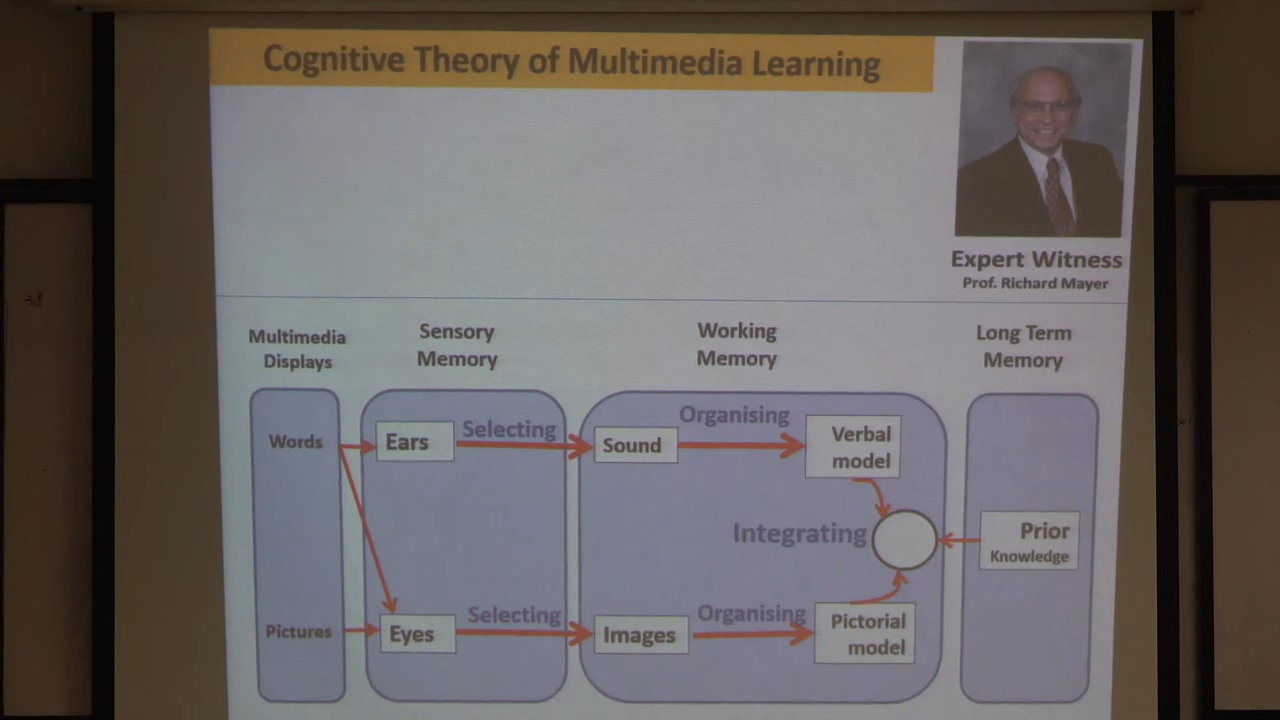 Cognitive Theory of Multimedia Learning
Expert Witness
Prof. Richard Mayer
Multimedia
Displays
Sensory
Memory
Working
Memory
Long Term
Memory
Words
Ears
Selecting
Sound
Organising
Verbal
model
Integrating
Prior
Knowledge
Pictures
Eyes
Selecting
Images
Organising
Pictorial
model